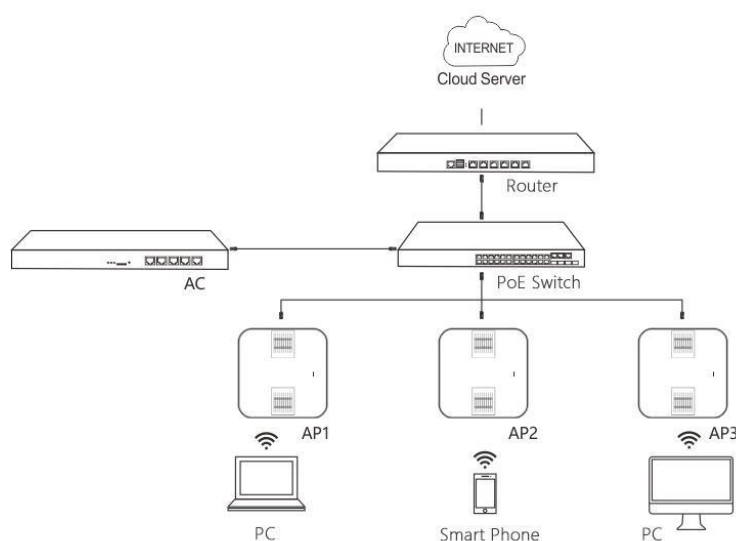 INTERNET
Cloud Server
Router
AC
PoE Switch
AP1
AP2
AP3
PC
Smart Phone
PC